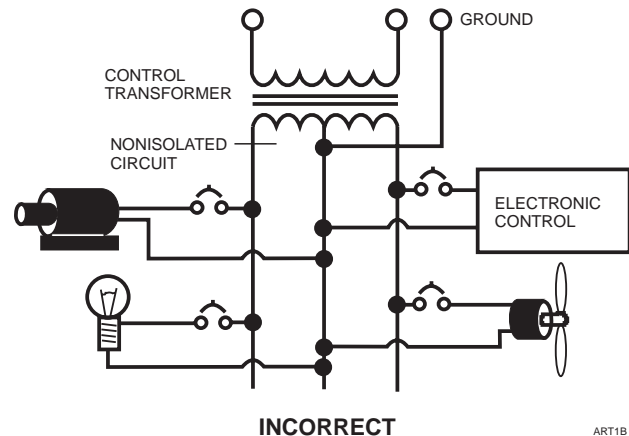 GROUND
CONTROL
TRANSFORMER
NONISOLATED
CIRCUIT
ELECTRONIC
CONTROL
INCORRECT
ART1B